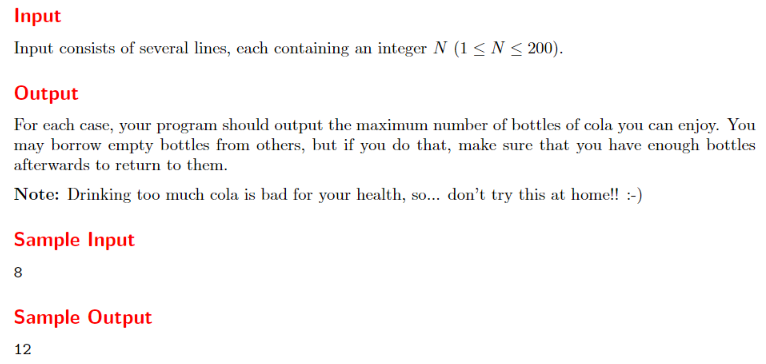 Input
Input consists of several lines, each containing an integer N (1 ≤ N ≤ 200).
Output
For each case, your program should output the maximum number of bottles of cola you can enjoy. You
may borrow empty bottles from others, but if you do that, make sure that you have enough bottles
afterwards to return to them.
Note: Drinking too much cola is bad for your health, so... don't try this at home!! :-)
Sample Input
8
Sample Output
12